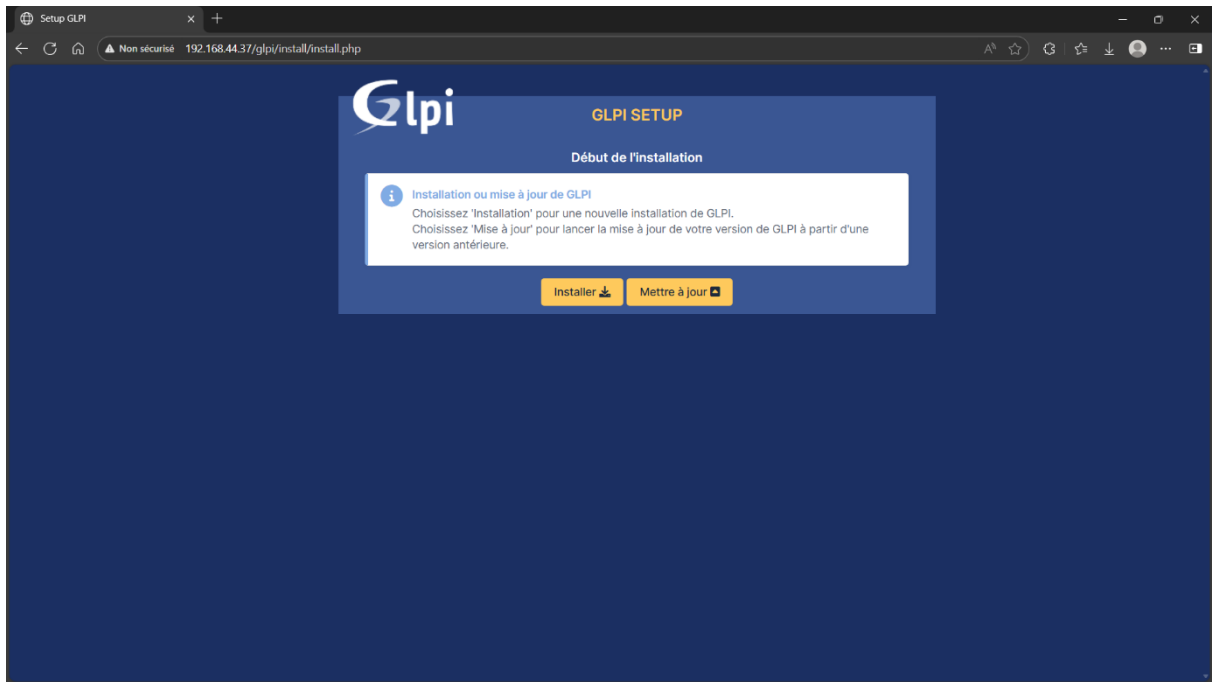 Setup GLPI
Non sécurisé 192.168.44.37/glpi/install/install.php
Glpi
GLPI SETUP
Début de l'installation
Installation ou mise à jour de GLPI
Choisissez 'Installation' pour une nouvelle installation de GLPI.
Choisissez 'Mise à jour' pour lancer la mise à jour de votre version de GLPI à partir d'une
version antérieure.
Installer Mettre à jour